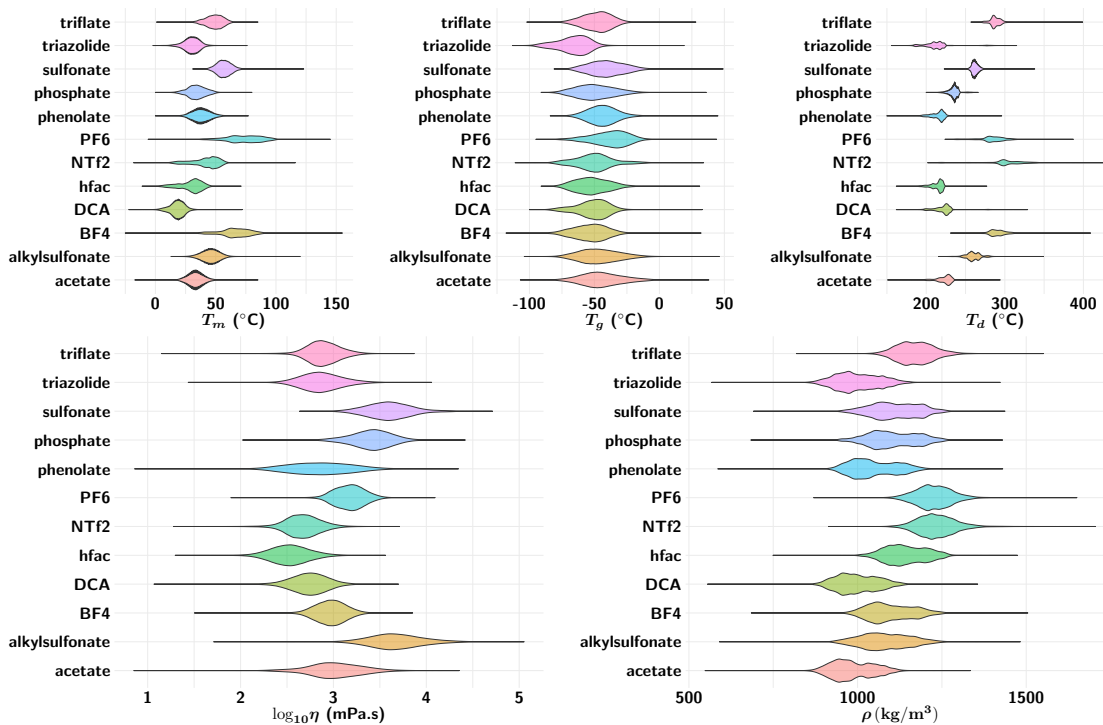 triflate
triazolide
sulfonate
phosphate
phenolate
PF6
NTf2
hfac
DCA
BF4
alkylsulfonate
acetate
0 50 100 150
T_m (°C)
triflate
triazolide
sulfonate
phosphate
phenolate
PF6
NTf2
hfac
DCA
BF4
alkylsulfonate
acetate
-100 -50 0 50
T_g (°C)
triflate
triazolide
sulfonate
phosphate
phenolate
PF6
NTf2
hfac
DCA
BF4
alkylsulfonate
acetate
200 300 400
T_d (°C)
triflate
triazolide
sulfonate
phosphate
phenolate
PF6
NTf2
hfac
DCA
BF4
alkylsulfonate
acetate
1 2 3 4 5
log₁₀η (mPa.s)
triflate
triazolide
sulfonate
phosphate
phenolate
PF6
NTf2
hfac
DCA
BF4
alkylsulfonate
acetate
500 1000 1500
ρ (kg/m³)